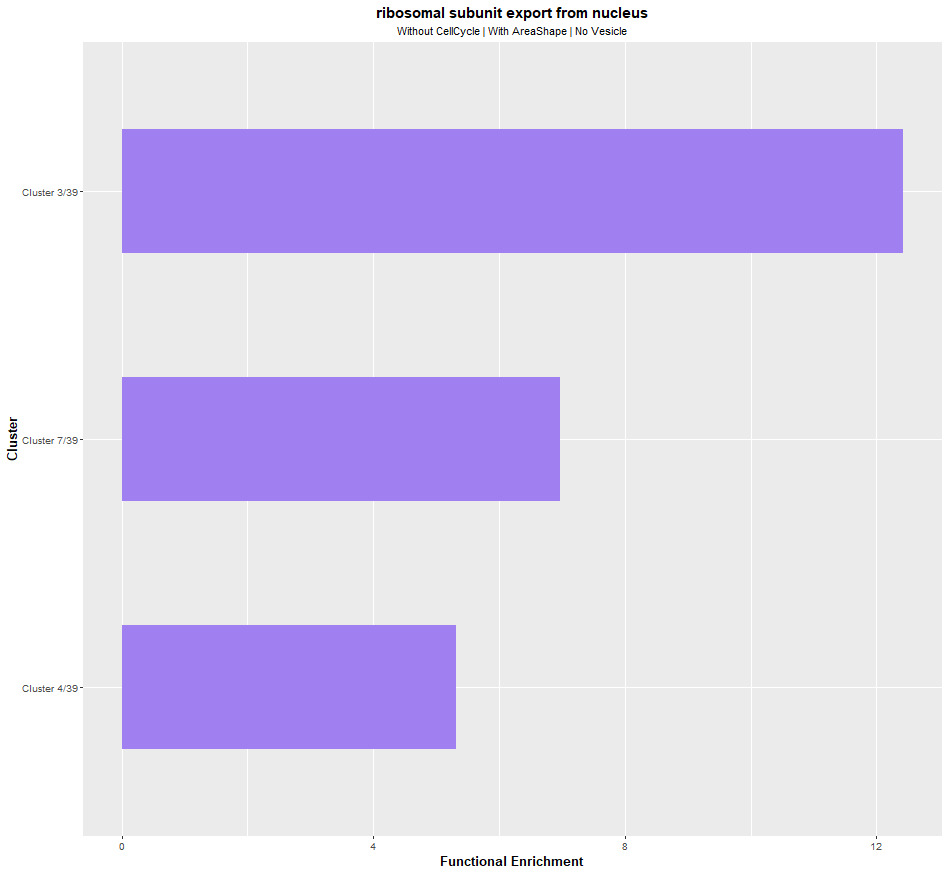 ribosomal subunit export from nucleus
Without CellCycle | With AreaShape | No Vesicle
Cluster
Cluster 3/39
Cluster 7/39
Cluster 4/39
0 4 8 12
Functional Enrichment